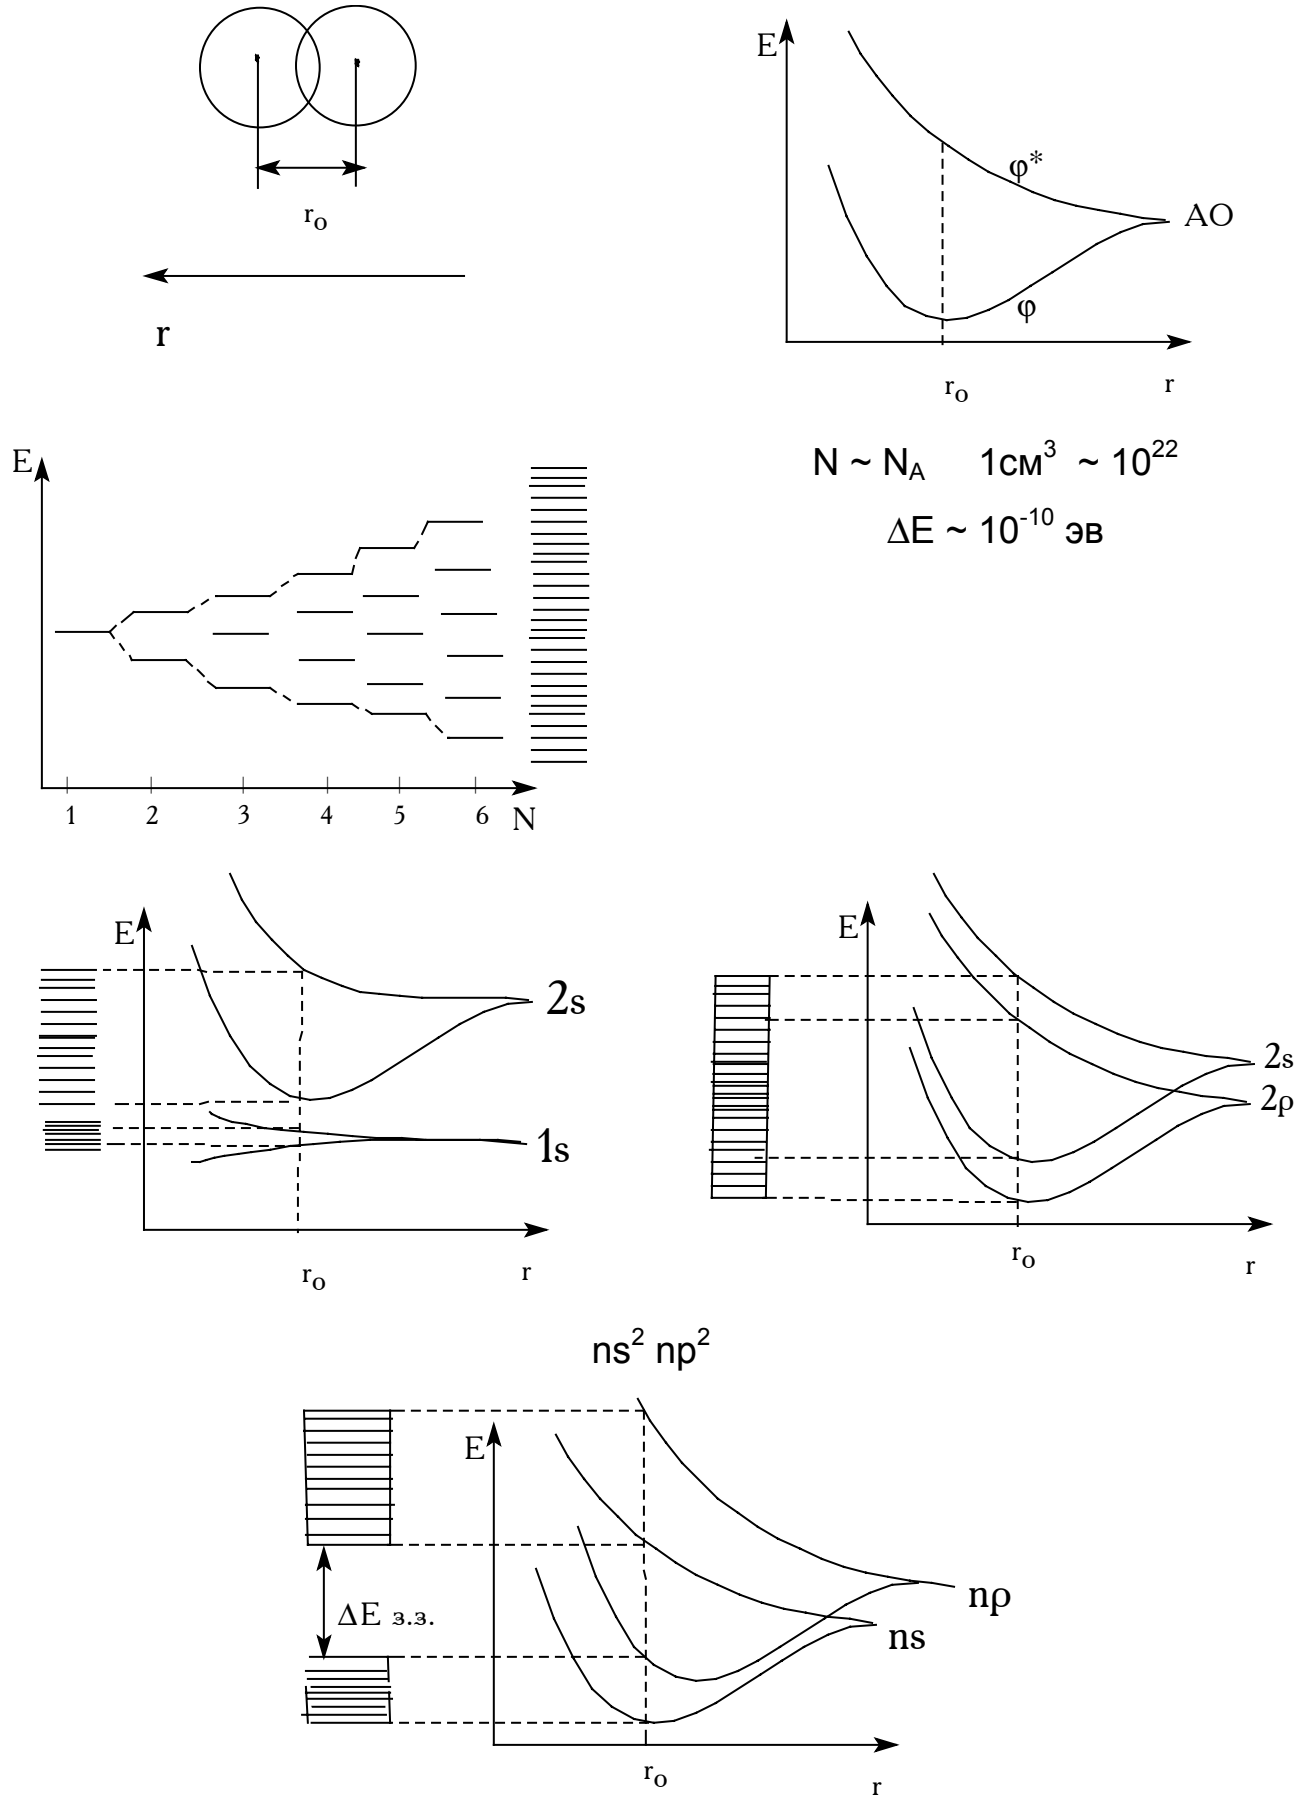 r₀
r
E
φ*
AO
φ
r₀
r
N ~ N_A 1см³ ~ 10²²
ΔE ~ 10⁻¹⁰ эв
E
1 2 3 4 5 6 N
E
2s
1s
r₀
r
E
2s
2ρ
r₀
r
ns² np²
E
ΔE з.з.
nρ
ns
r₀
r